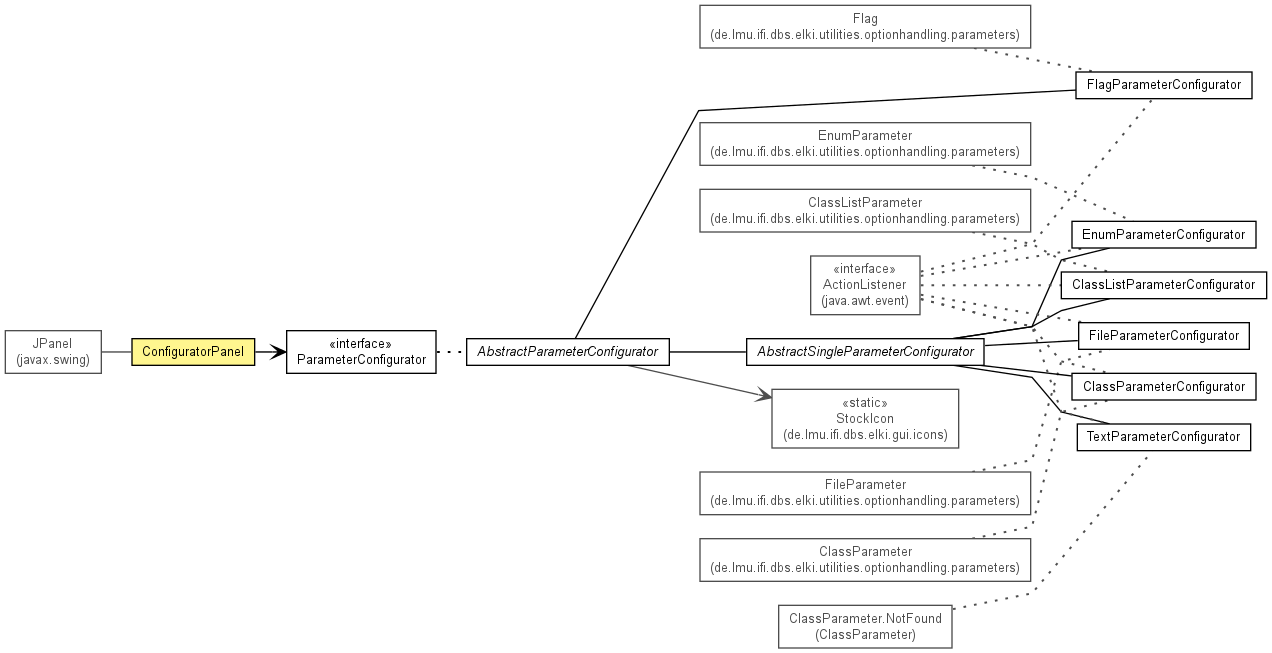 Flag
(de.lmu.ifi.dbs.elki.utilities.optionhandling.parameters)
FlagParameterConfigurator
EnumParameter
(de.lmu.ifi.dbs.elki.utilities.optionhandling.parameters)
ClassListParameter
(de.lmu.ifi.dbs.elki.utilities.optionhandling.parameters)
EnumParameterConfigurator
«interface»
ActionListener
(java.awt.event)
ClassListParameterConfigurator
JPanel
(javax.swing)
ConfiguratorPanel
«interface»
ParameterConfigurator
AbstractParameterConfigurator
AbstractSingleParameterConfigurator
FileParameterConfigurator
ClassParameterConfigurator
«static»
StockIcon
(de.lmu.ifi.dbs.elki.gui.icons)
TextParameterConfigurator
FileParameter
(de.lmu.ifi.dbs.elki.utilities.optionhandling.parameters)
ClassParameter
(de.lmu.ifi.dbs.elki.utilities.optionhandling.parameters)
ClassParameter.NotFound
(ClassParameter)